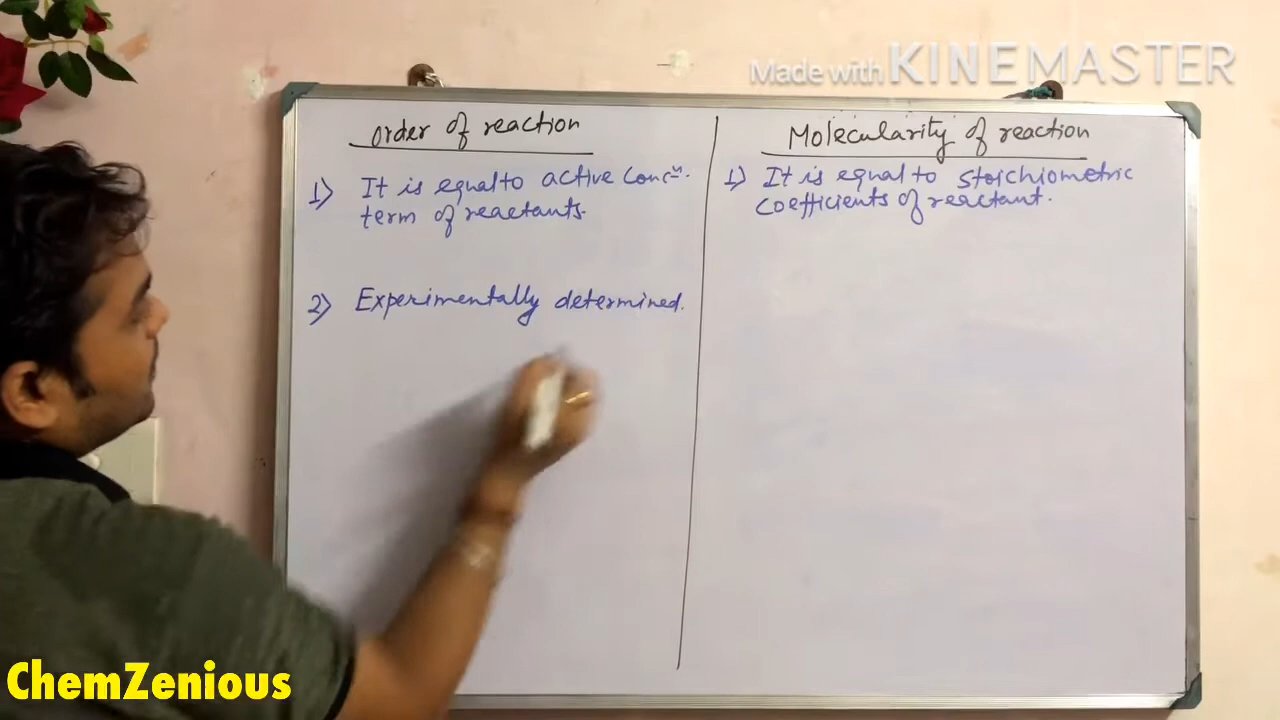 Made with KINEMASTER
Order of reaction
1) It is equal to active Concⁿ.
term of reactants.
2) Experimentally determined.
Molecularity of reaction
1) It is equal to stoichiometric
Coefficients of reactant.
ChemZenious